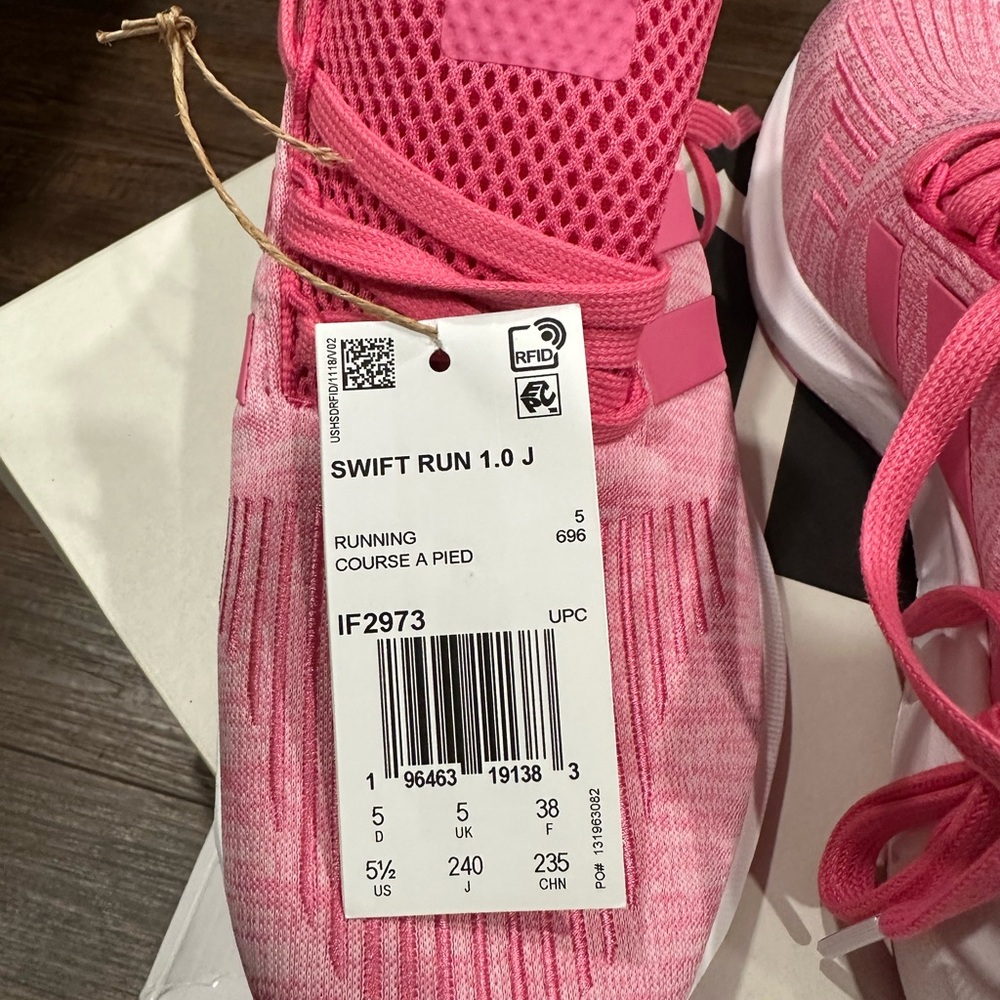 USHSDRFID/1118/V02
RFID
EPC
SWIFT RUN 1.0 J
5
RUNNING 696
COURSE A PIED
IF2973 UPC
1 96463 19138 3
5 5 38
D UK F
5½ 240 235
US J CHN
PO# 131963082